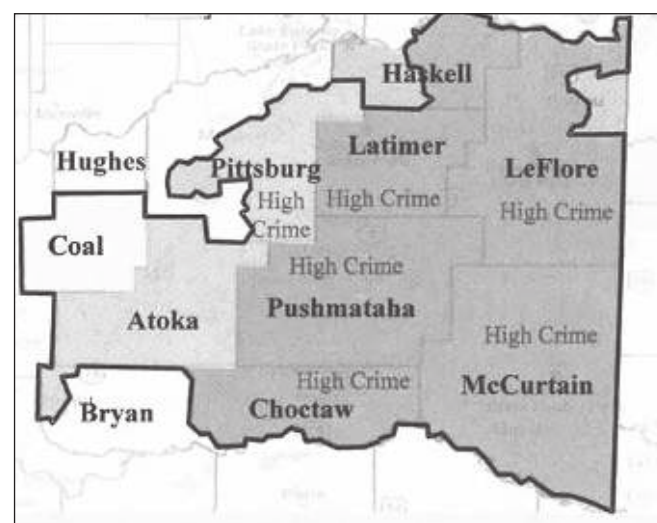 Haskell
Latimer
Hughes
Pittsburg
LeFlore
High
Crime
High Crime
High Crime
Coal
High Crime
Pushmataha
Atoka
High Crime
McCurtain
High Crime
Choctaw
Bryan